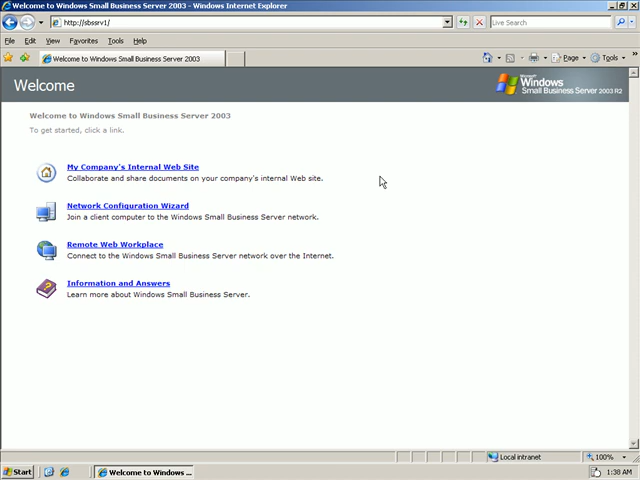 Welcome to Windows Small Business Server 2003 - Windows Internet Explorer
http://sbssrv1/
Live Search
File Edit View Favorites Tools Help
Welcome to Windows Small Business Server 2003
Page Tools
Welcome
Microsoft
Windows
Small Business Server 2003 R2
Welcome to Windows Small Business Server 2003
To get started, click a link.
My Company's Internal Web Site
Collaborate and share documents on your company's internal Web site.
Network Configuration Wizard
Join a client computer to the Windows Small Business Server network.
Remote Web Workplace
Connect to the Windows Small Business Server network over the Internet.
Information and Answers
Learn more about Windows Small Business Server.
Local intranet
100%
Start
Welcome to Windows ...
1:38 AM